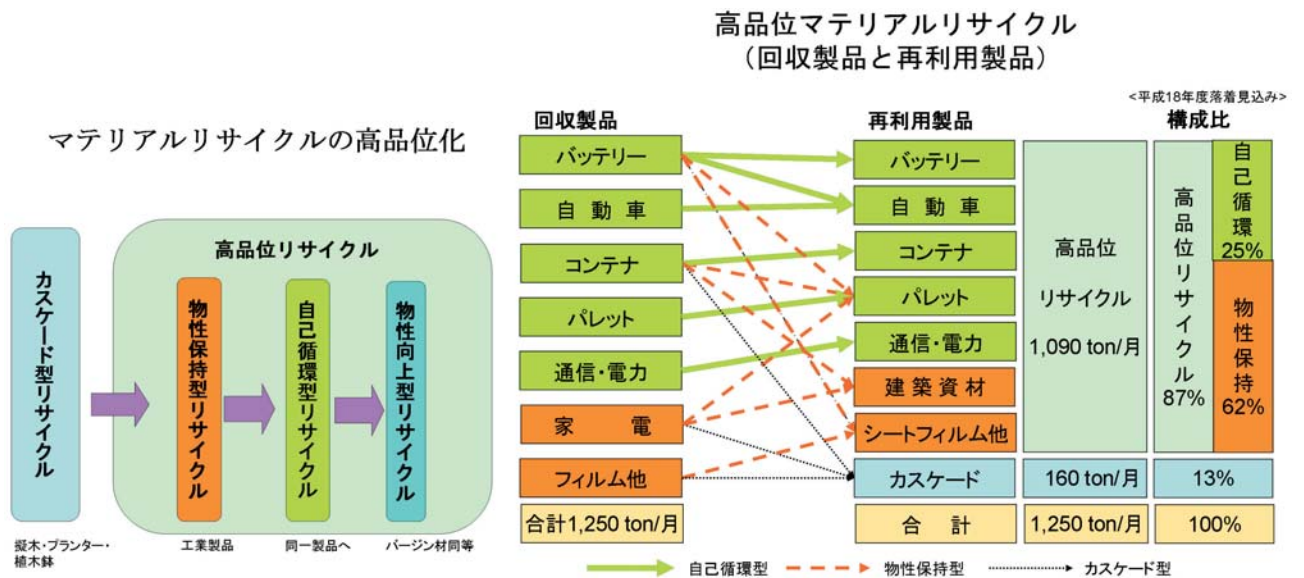 マテリアルリサイクルの高品位化
カスケード型リサイクル
高品位リサイクル
物性保持型リサイクル
自己循環型リサイクル
物性向上型リサイクル
擬木・プランター・
植木鉢
工業製品
同一製品へ
バージン材同等
高品位マテリアルリサイクル
（回収製品と再利用製品）
<平成18年度落着見込み>
回収製品
再利用製品
構成比
バッテリー
自動車
コンテナ
パレット
通信・電力
家電
フィルム他
合計1,250 ton/月
バッテリー
自動車
コンテナ
パレット
通信・電力
建築資材
シートフィルム他
カスケード
合計
高品位
リサイクル
1,090 ton/月
160 ton/月
1,250 ton/月
高品位リサイクル
87%
自己循環
25%
物性保持
62%
13%
100%
自己循環型
物性保持型
カスケード型